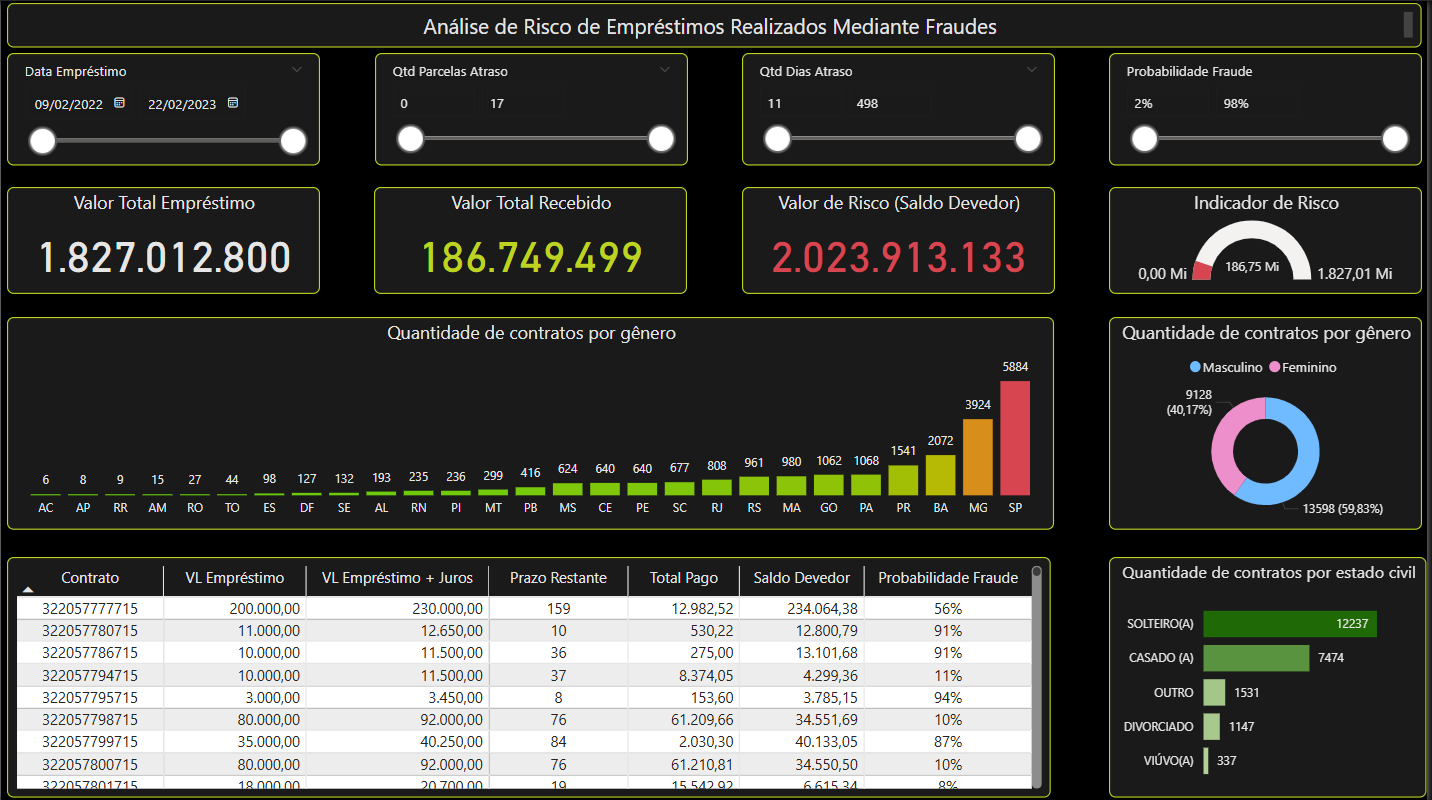 Análise de Risco de Empréstimos Realizados Mediante Fraudes
Data Empréstimo
09/02/2022 22/02/2023
Qtd Parcelas Atraso
0 17
Qtd Dias Atraso
11 498
Probabilidade Fraude
2% 98%
Valor Total Empréstimo
1.827.012.800
Valor Total Recebido
186.749.499
Valor de Risco (Saldo Devedor)
2.023.913.133
Indicador de Risco
0,00 Mi 186,75 Mi 1.827,01 Mi
Quantidade de contratos por gênero
6 8 9 15 27 44 98 127 132 193 235 236 299 416 624 640 640 677 808 961 980 1062 1068 1541 2072 3924 5884
AC AP RR AM RO TO ES DF SE AL RN PI MT PB MS CE PE SC RJ RS MA GO PA PR BA MG SP
Quantidade de contratos por gênero
Masculino Feminino
9128
(40,17%)
13598 (59,83%)
Contrato VL Empréstimo VL Empréstimo + Juros Prazo Restante Total Pago Saldo Devedor Probabilidade Fraude
322057777715 200.000,00 230.000,00 159 12.982,52 234.064,38 56%
322057780715 11.000,00 12.650,00 10 530,22 12.800,79 91%
322057786715 10.000,00 11.500,00 36 275,00 13.101,68 91%
322057794715 10.000,00 11.500,00 37 8.374,05 4.299,36 11%
322057795715 3.000,00 3.450,00 8 153,60 3.785,15 94%
322057798715 80.000,00 92.000,00 76 61.209,66 34.551,69 10%
322057799715 35.000,00 40.250,00 84 2.030,30 40.133,05 87%
322057800715 80.000,00 92.000,00 76 61.210,81 34.550,50 10%
322057801715 18.000,00 20.700,00 19 15.542,92 6.615,34 8%
Quantidade de contratos por estado civil
SOLTEIRO(A) 12237
CASADO (A) 7474
OUTRO 1531
DIVORCIADO 1147
VIÚVO(A) 337